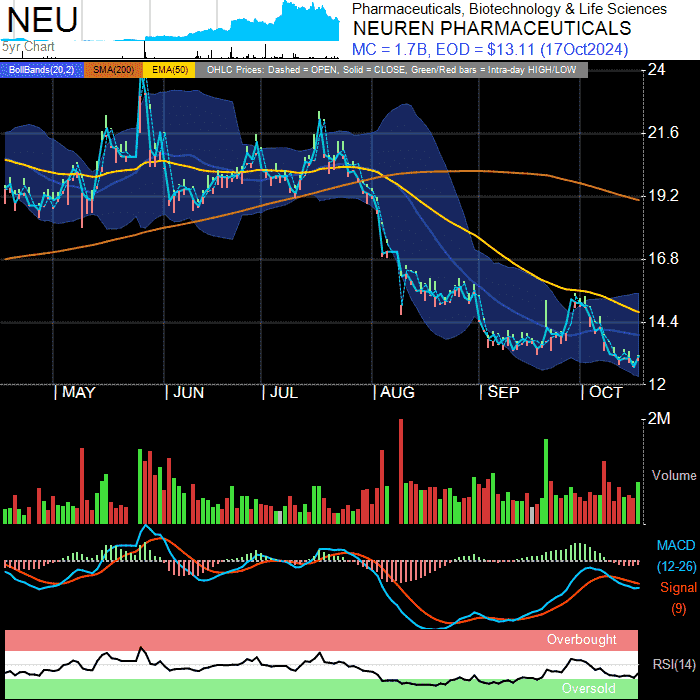 NEU
5yr Chart
Pharmaceuticals, Biotechnology & Life Sciences
NEUREN PHARMACEUTICALS
MC = 1.7B, EOD = $13.11 (17Oct2024)
BollBands(20,2) SMA(200) EMA(50) OHLC Prices: Dashed = OPEN, Solid = CLOSE, Green/Red bars = Intra-day HIGH/LOW
24
21.6
19.2
16.8
14.4
12
| MAY | JUN | JUL | AUG | SEP | OCT
2M
Volume
MACD
(12-26)
Signal
(9)
Overbought
RSI(14)
Oversold